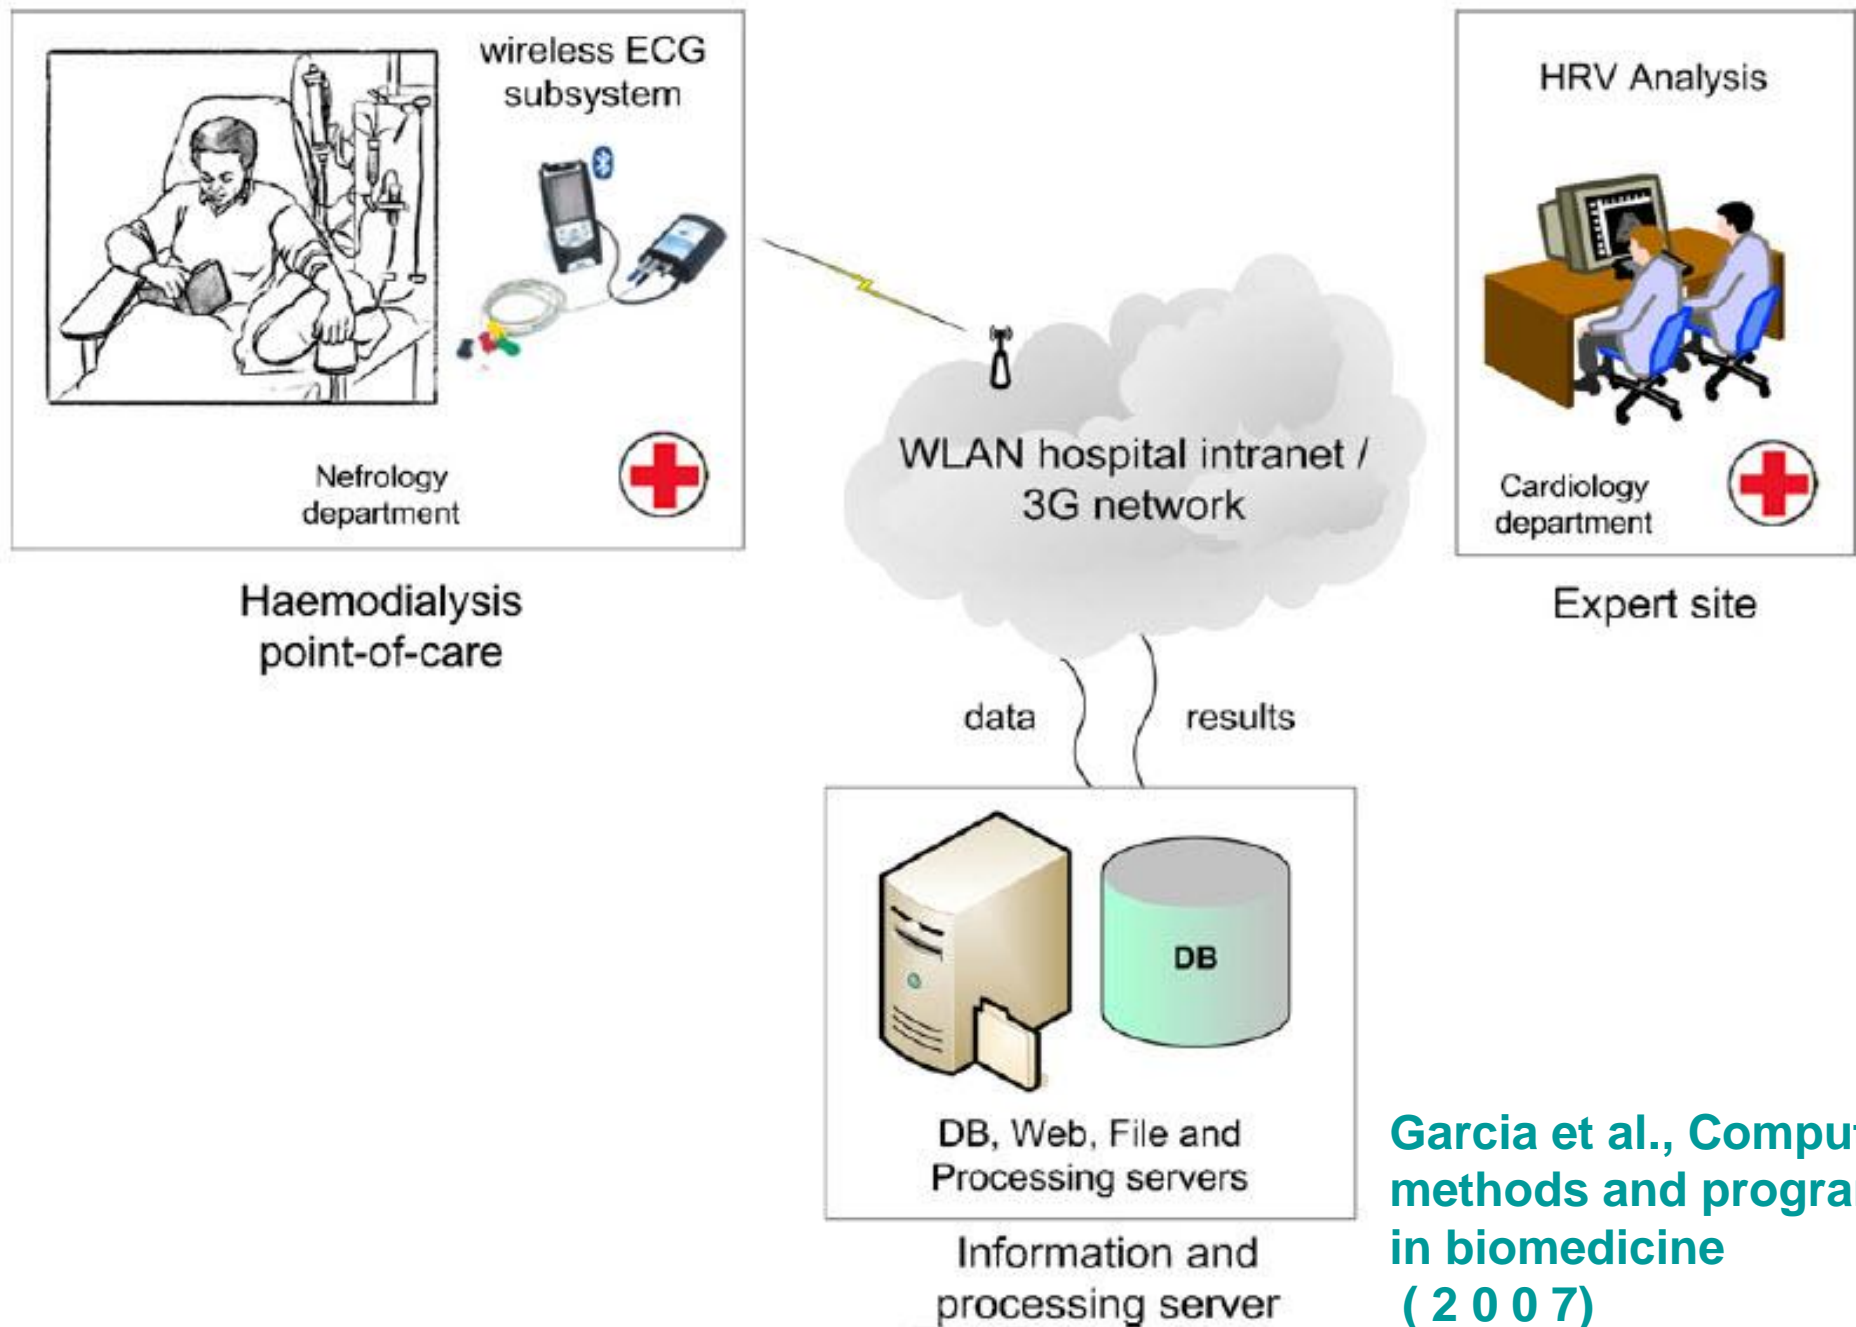 wireless ECG
subsystem
Nefrology
department
Haemodialysis
point-of-care
WLAN hospital intranet /
3G network
HRV Analysis
Cardiology
department
Expert site
data
results
DB
DB, Web, File and
Processing servers
Information and
processing server
Garcia et al.,
methods and
in biomedicine
( 2 0 0 7)